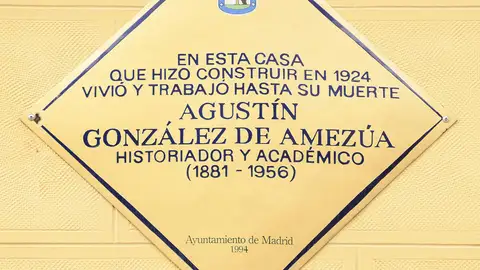 EN ESTA CASA
QUE HIZO CONSTRUIR EN 1924
VIVIÓ Y TRABAJÓ HASTA SU MUERTE
AGUSTÍN
GONZÁLEZ DE AMEZÚA
HISTORIADOR Y ACADÉMICO
(1881 - 1956)
Ayuntamiento de Madrid
1994